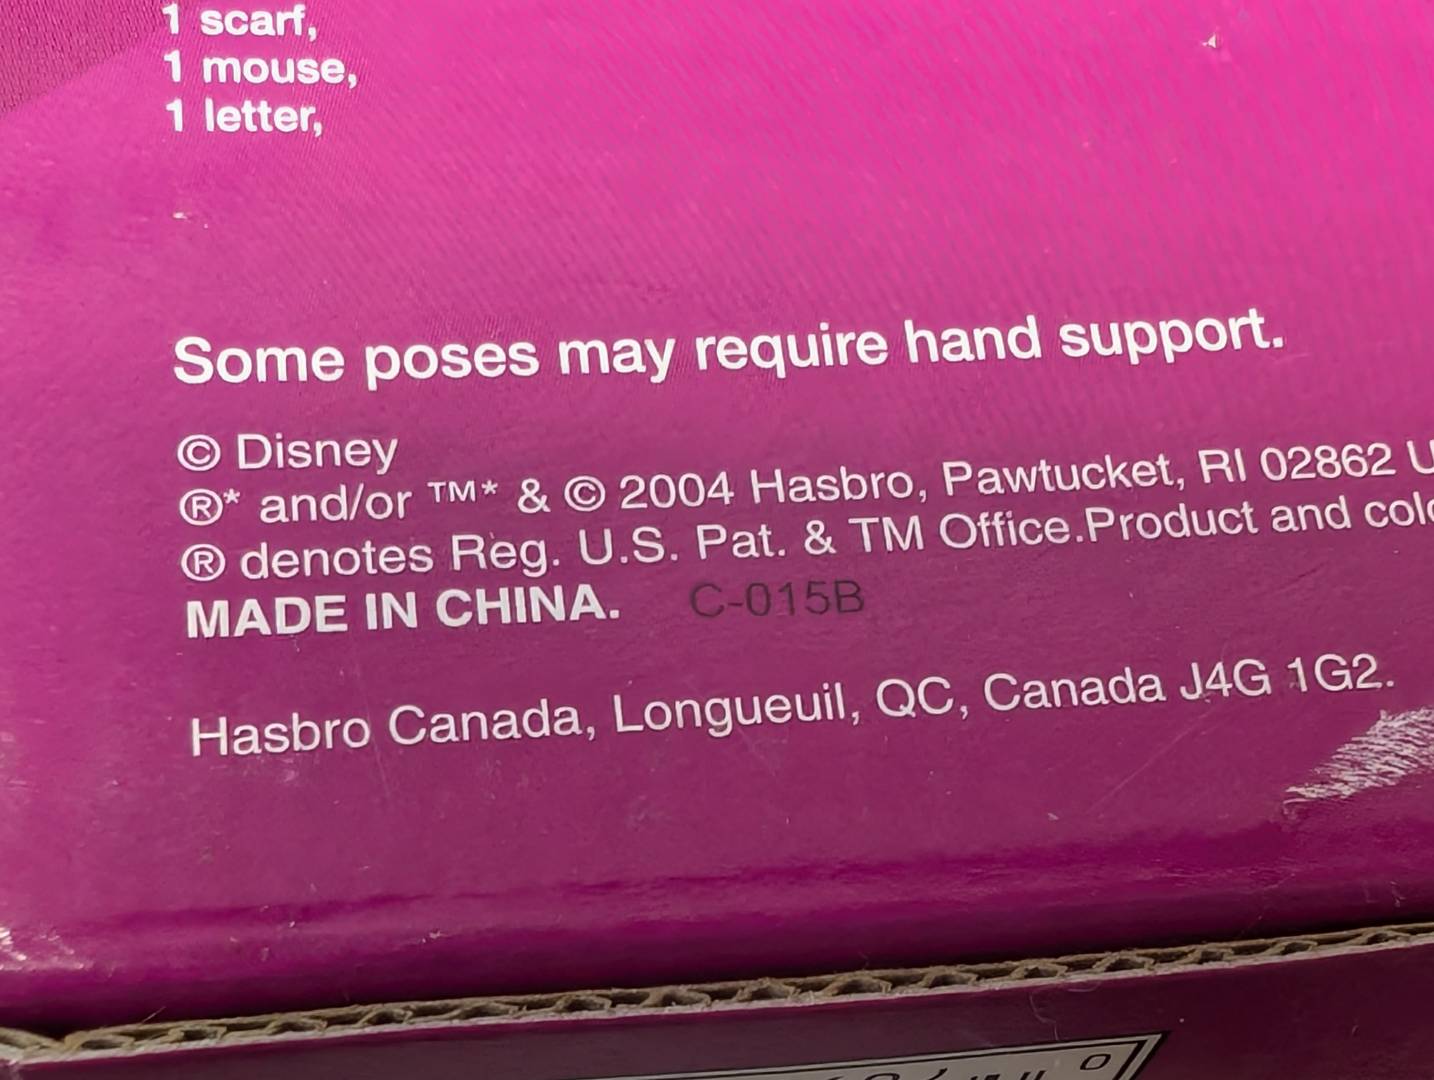 1 scarf,
1 mouse,
1 letter,
Some poses may require hand support.
© Disney
®* and/or ™* & © 2004 Hasbro, Pawtucket, RI 02862
® denotes Reg. U.S. Pat. & TM Office.Product and
MADE IN CHINA. C-015B
Hasbro Canada, Longueuil, QC, Canada J4G 1G2.